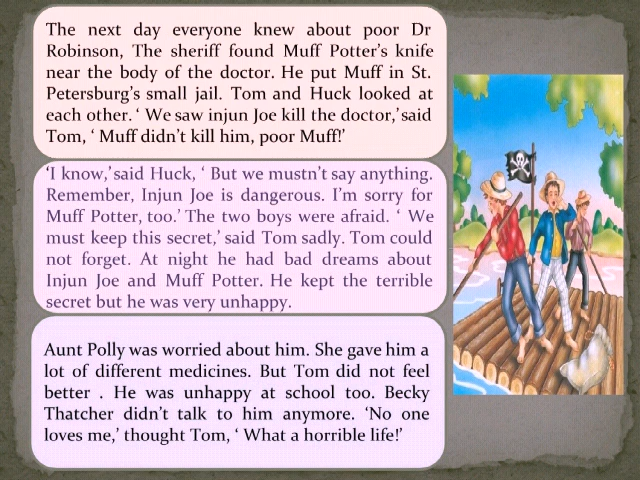 The next day everyone knew about poor Dr
Robinson, The sheriff found Muff Potter’s knife
near the body of the doctor. He put Muff in St.
Petersburg’s small jail. Tom and Huck looked at
each other. ‘ We saw injun Joe kill the doctor,’said
Tom, ‘ Muff didn’t kill him, poor Muff!’
‘I know,’said Huck, ‘ But we mustn’t say anything.
Remember, Injun Joe is dangerous. I’m sorry for
Muff Potter, too.’ The two boys were afraid. ‘ We
must keep this secret,’ said Tom sadly. Tom could
not forget. At night he had bad dreams about
Injun Joe and Muff Potter. He kept the terrible
secret but he was very unhappy.
Aunt Polly was worried about him. She gave him a
lot of different medicines. But Tom did not feel
better . He was unhappy at school too. Becky
Thatcher didn’t talk to him anymore. ‘No one
loves me,’ thought Tom, ‘ What a horrible life!’